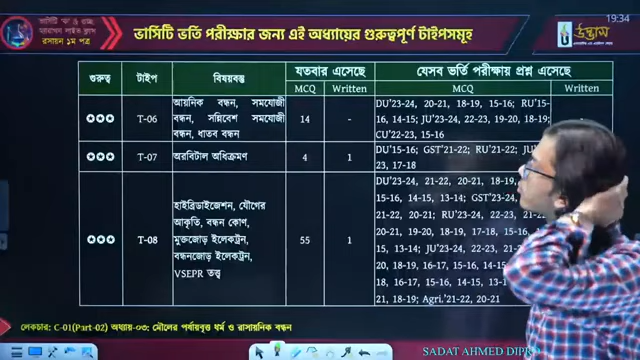 19:34
রসায়ন ১ম পত্র
ভার্সিটি ভর্তি পরীক্ষার জন্য এই অধ্যায়ের গুরুত্বপূর্ণ টাইপসমূহ
উদ্ভাস
গুরুত্ব টাইপ বিষয়বস্তু যতবার এসেছে যেসব ভর্তি পরীক্ষায় প্রশ্ন এসেছে
MCQ Written MCQ Written
✪✪✪ T-06 আয়নিক বন্ধন, সমযোজী
বন্ধন, সন্নিবেশ সমযোজী
বন্ধন, ধাতব বন্ধন
14 -
DU'23-24, 20-21, 18-19, 15-16; RU'15-
16, 14-15; JU'23-24, 22-23, 19-20, 18-19;
CU'22-23, 15-16
✪✪✪ T-07 অরবিটাল অধিক্রমণ 4 1
DU'15-16; GST'21-22; RU'21-22;
23, 17-18
✪✪✪ T-08 হাইব্রিডাইজেশন, যৌগের
আকৃতি, বন্ধন কোণ,
মুক্তজোড় ইলেকট্রন,
বন্ধনজোড় ইলেকট্রন,
VSEPR তত্ত্ব
55 1
DU'23-24, 21-22, 20-21, 18-19,
15-16, 14-15, 13-14; GST'23-24,
21-22, 20-21; RU'23-24, 22-23, 21-22,
20-21, 19-20, 18-19, 17-18, 15-16,
15, 13-14; JU'23-24, 22-23, 21-
20, 18-19, 16-17, 15-16, 14-15
18, 16-17, 15-16, 14-15,
21, 18-19; Agri.'21-22, 20-21
লেকচার: C-01(Part-02) অধ্যায়-০৩: মৌলের পর্যায়বৃত্ত ধর্ম ও রাসায়নিক বন্ধন
SADAT AHMED DIPRO